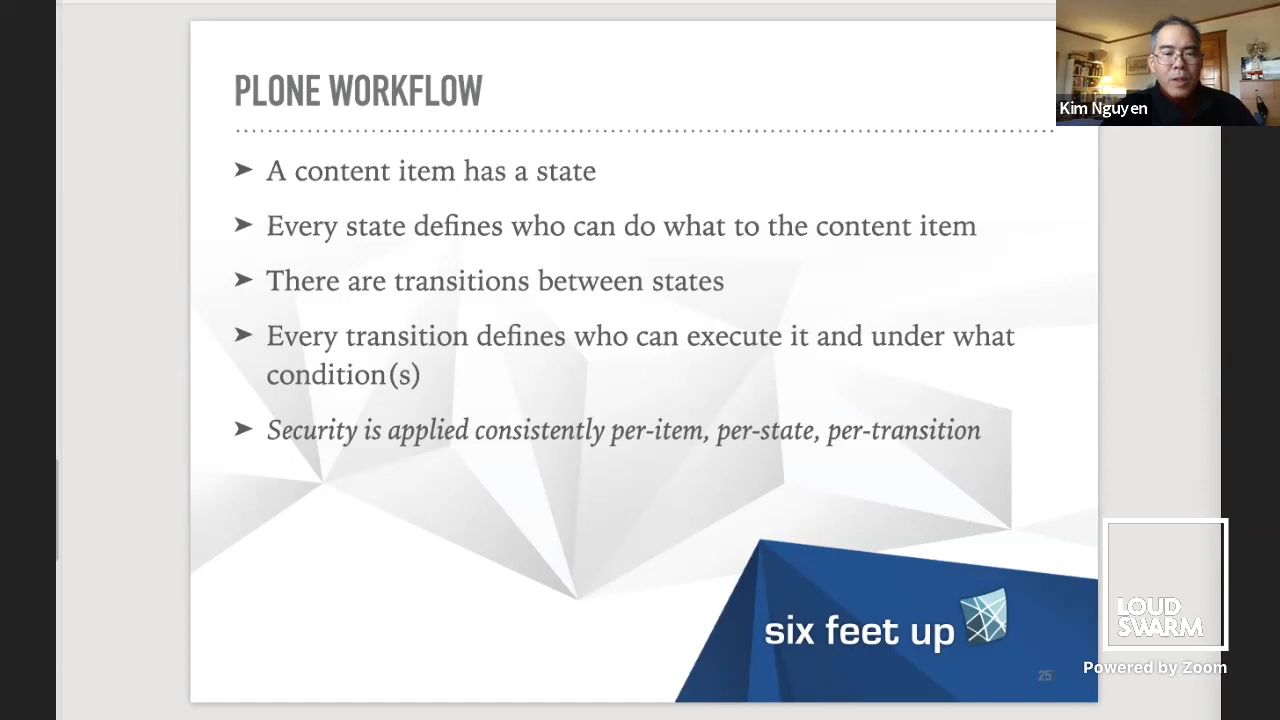 PLONE WORKFLOW
Kim Nguyen
➤ A content item has a state
➤ Every state defines who can do what to the content item
➤ There are transitions between states
➤ Every transition defines who can execute it and under what
condition(s)
➤ Security is applied consistently per-item, per-state, per-transition
six feet up
25
LOUD
SWARM
Powered by Zoom